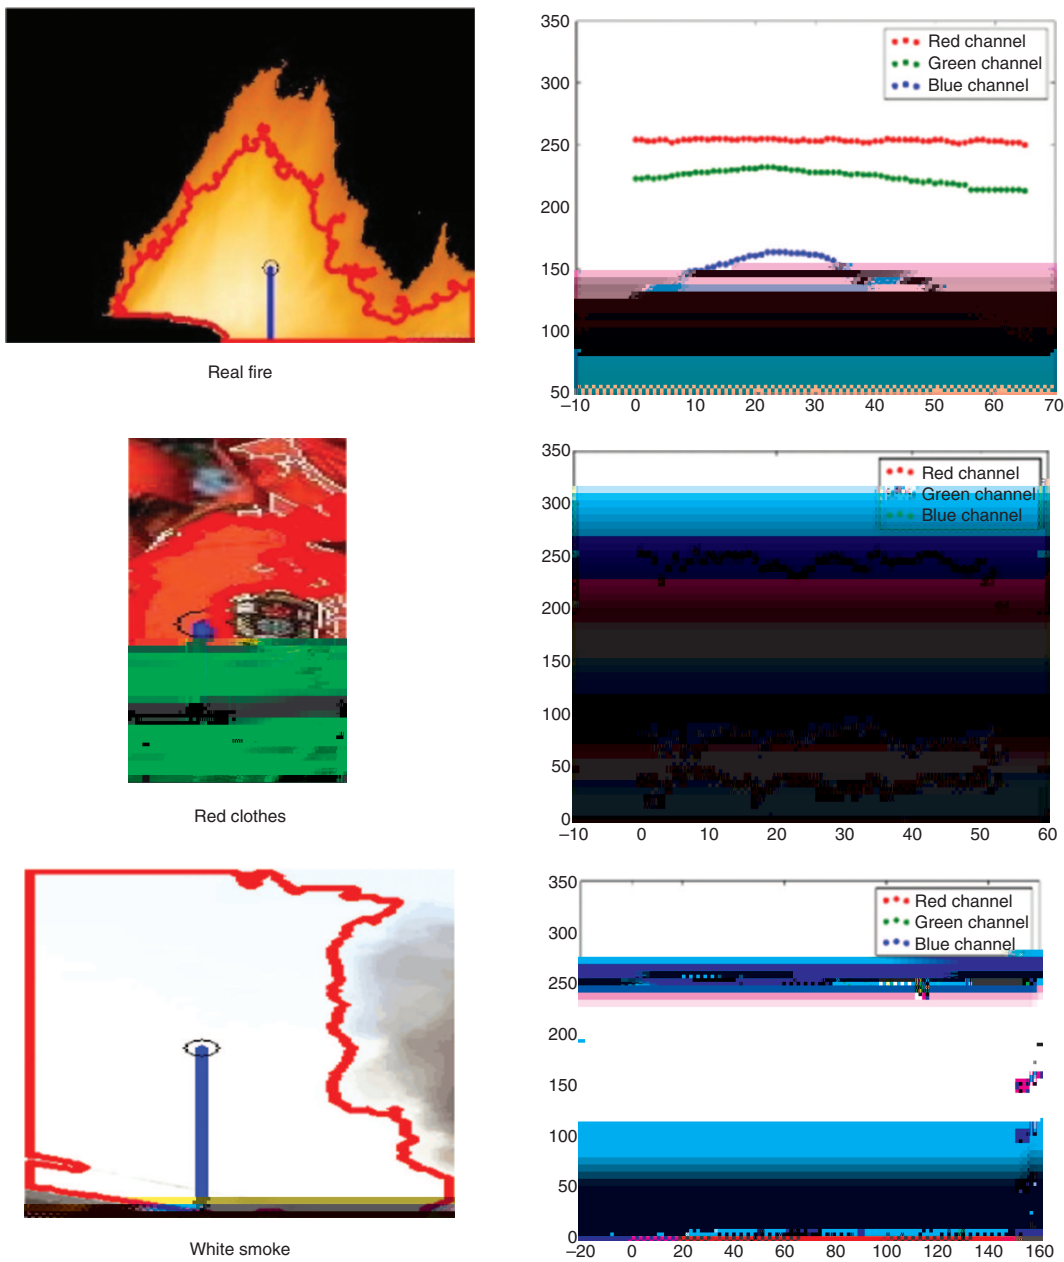 350
300
250
200
150
100
50
Red channel
Green channel
Blue channel
–10 0 10 20 30 40 50 60 70
Real fire
350
300
250
200
150
100
50
0
Red channel
Green channel
Blue channel
–10 0 10 20 30 40 50 60
Red clothes
350
300
250
200
150
100
50
0
Red channel
Green channel
Blue channel
–20 0 20 40 60 80 100 120 140 160
White smoke